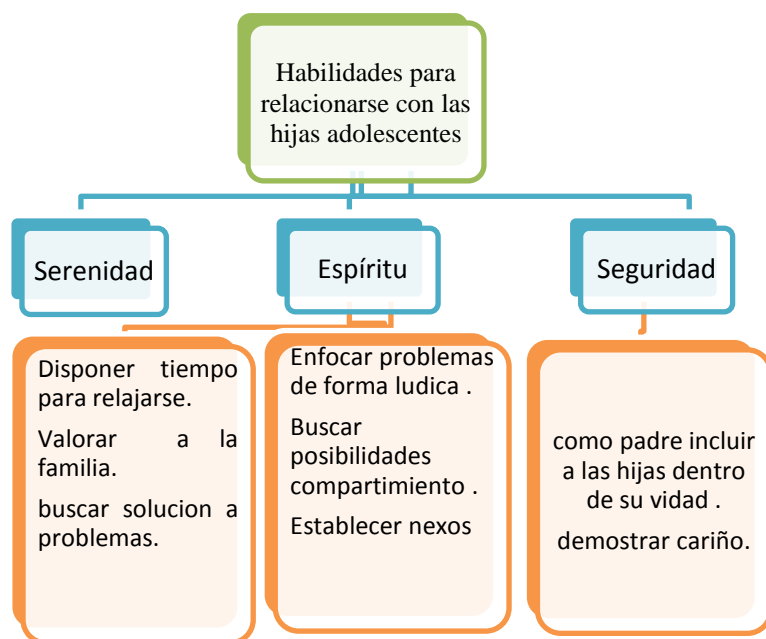 Habilidades para
relacionarse con las
hijas adolescentes
Serenidad
Espíritu
Seguridad
Disponer tiempo
para relajarse.
Valorar a la
familia.
buscar solucion a
problemas.
Enfocar problemas
de forma ludica .
Buscar
posibilidades
compartimiento .
Establecer nexos
como padre incluir
a las hijas dentro
de su vidad .
demostrar cariño.